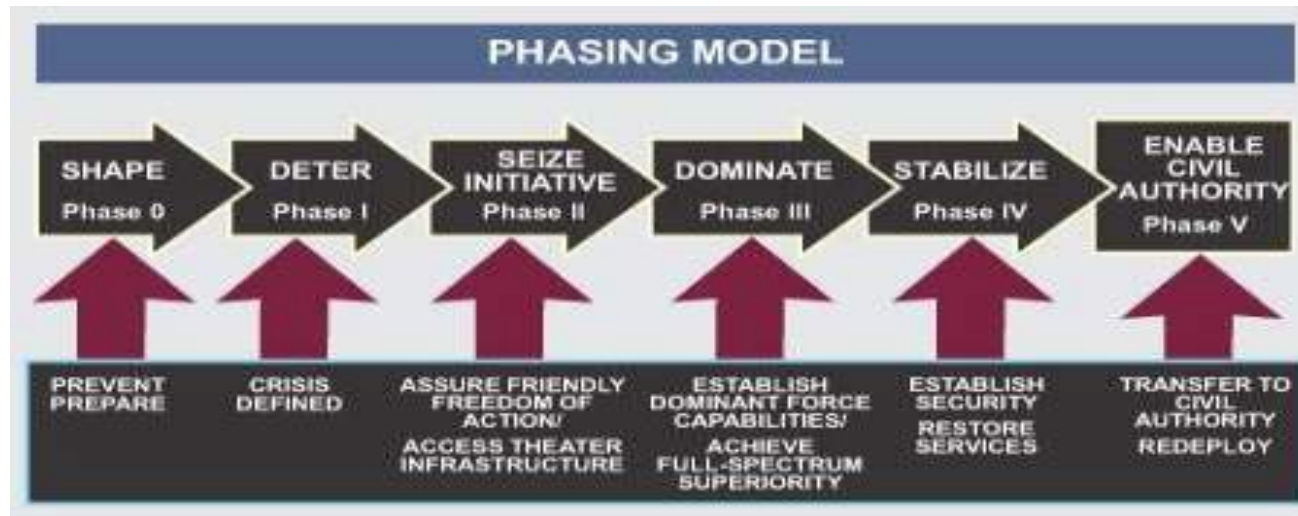 PHASING MODEL
SHAPE
Phase 0
DETER
Phase I
SEIZE
INITIATIVE
Phase II
DOMINATE
Phase III
STABILIZE
Phase IV
ENABLE
CIVIL
AUTHORITY
Phase V
PREVENT
PREPARE
CRISIS
DEFINED
ASSURE FRIENDLY
FREEDOM OF
ACTION/
ACCESS THEATER
INFRASTRUCTURE
ESTABLISH
DOMINANT FORCE
CAPABILITIES/
ACHIEVE
FULL-SPECTRUM
SUPERIORITY
ESTABLISH
SECURITY
RESTORE
SERVICES
TRANSFER TO
CIVIL
AUTHORITY
REDEPLOY